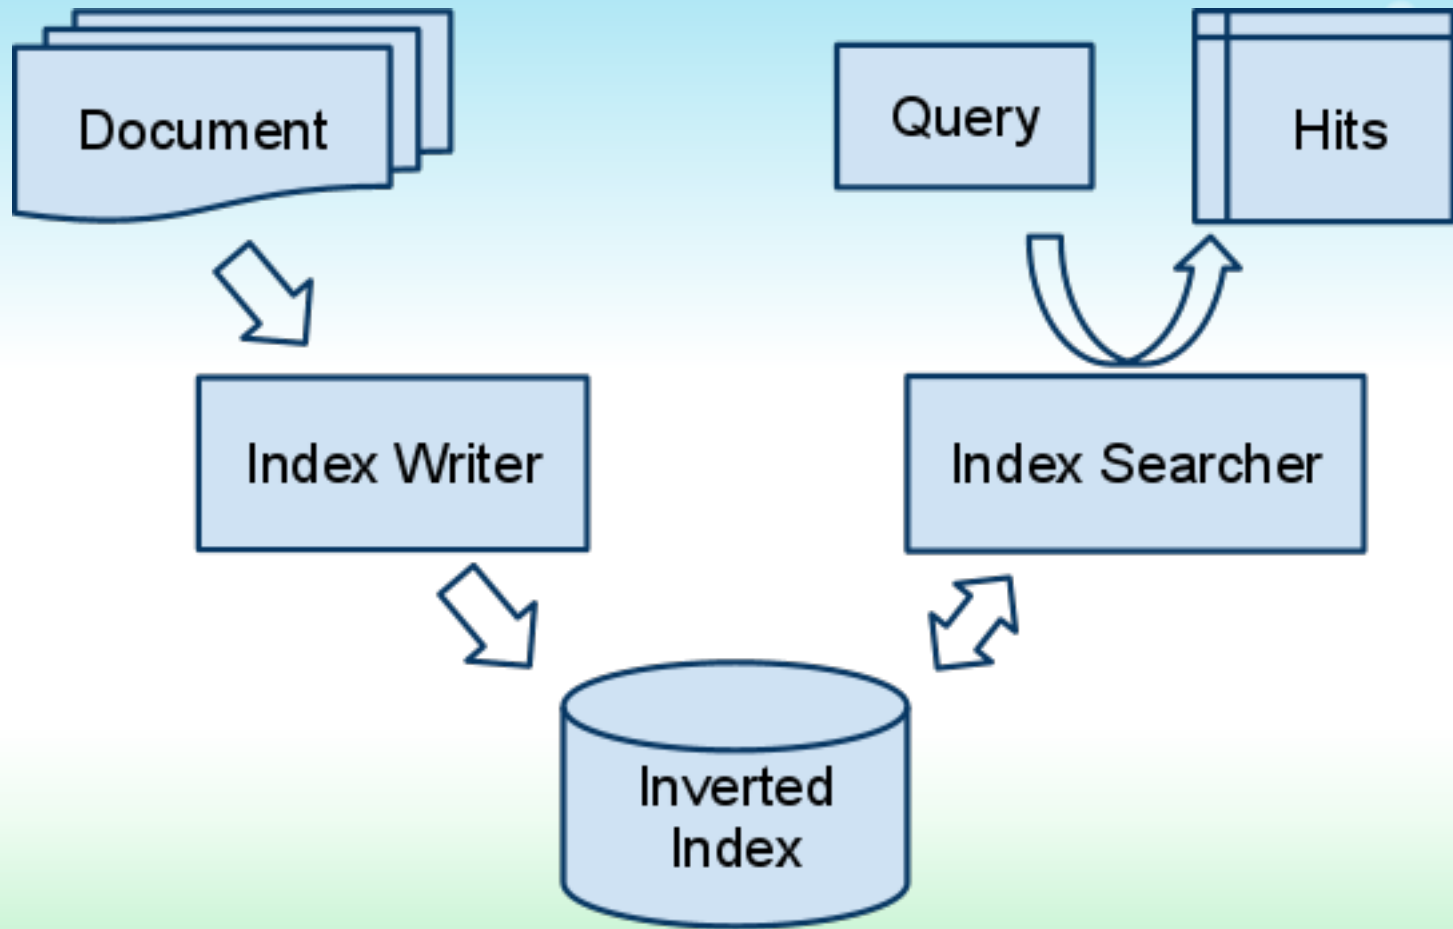 Document
Query
Hits
Index Writer
Index Searcher
Inverted
Index